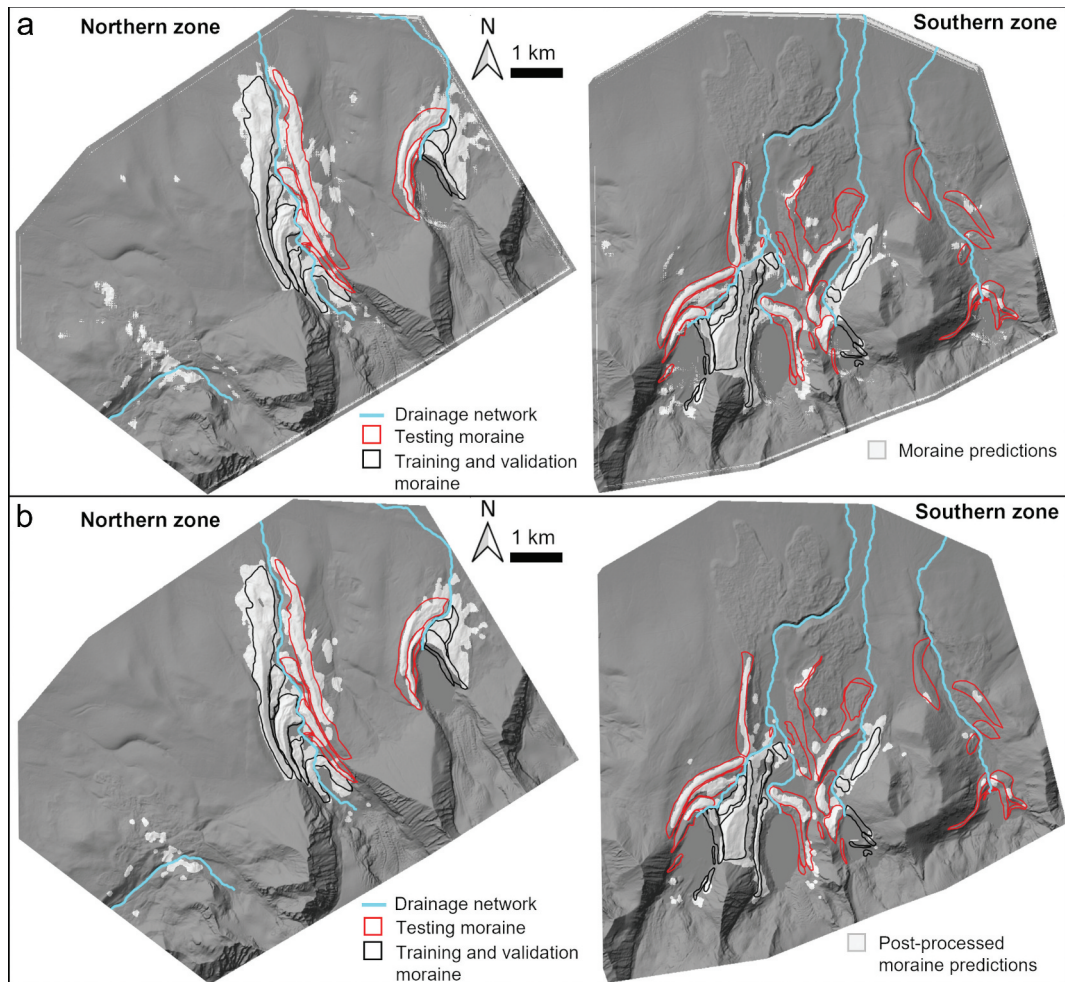 a
Northern zone
N
1 km
Southern zone
Drainage network
Testing moraine
Training and validation
moraine
Moraine predictions
b
Northern zone
N
1 km
Southern zone
Drainage network
Testing moraine
Training and validation
moraine
Post-processed
moraine predictions